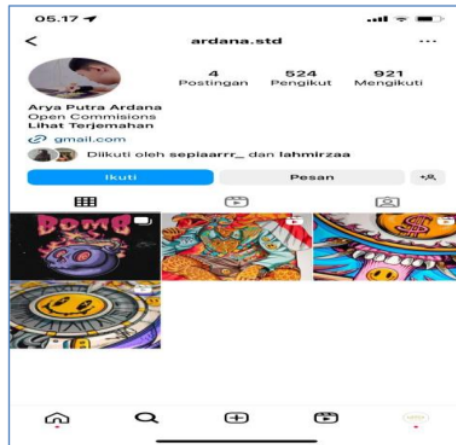 05.17
ardana.std
4 524 921
Postingan Pengikut Mengikuti
Arya Putra Ardana
Open Commisions
Lihat Terjemahan
gmail.com
Diikuti oleh sepiaarrr_ dan lahmirzaa
Ikuti Pesan
BOMB